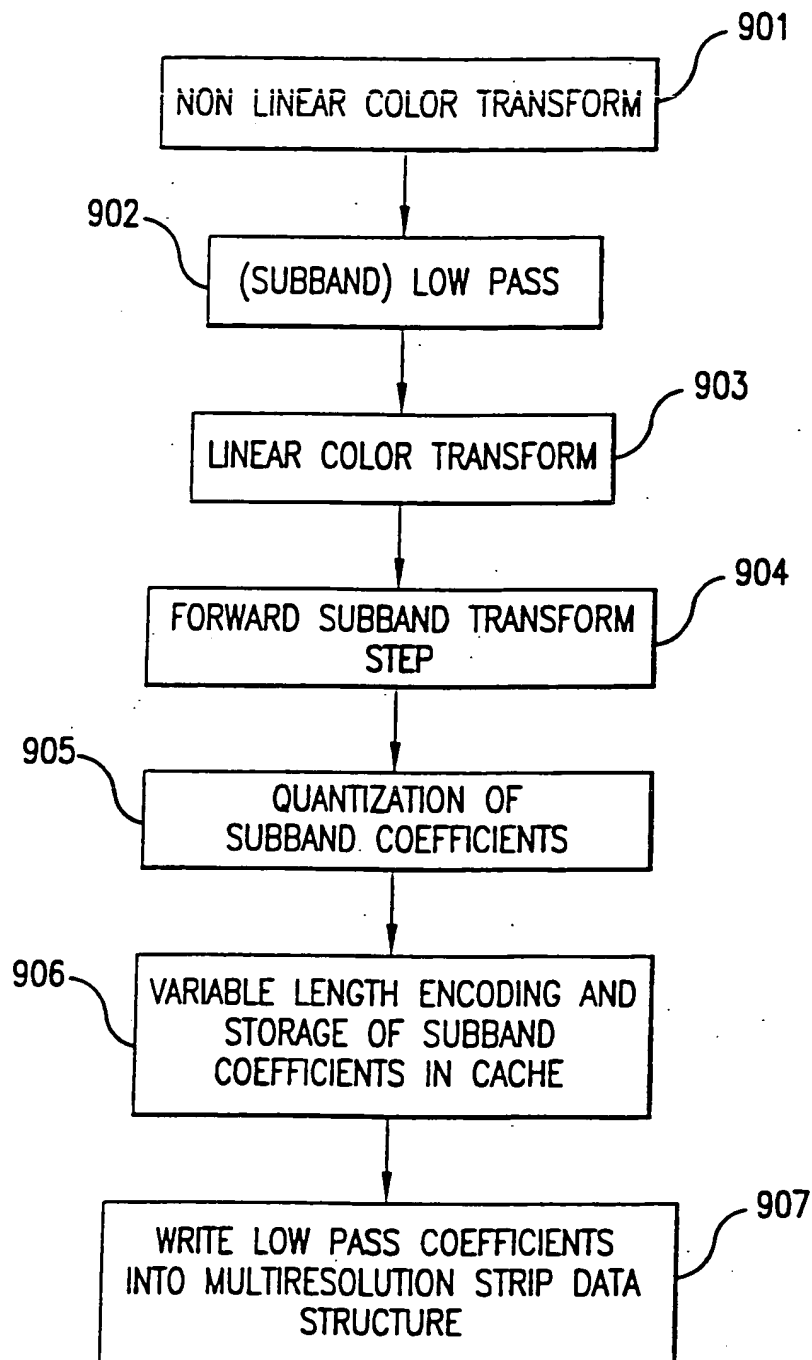 901
NON LINEAR COLOR TRANSFORM
902
(SUBBAND) LOW PASS
903
LINEAR COLOR TRANSFORM
904
FORWARD SUBBAND TRANSFORM
STEP
905
QUANTIZATION OF
SUBBAND COEFFICIENTS
906
VARIABLE LENGTH ENCODING AND
STORAGE OF SUBBAND
COEFFICIENTS IN CACHE
907
WRITE LOW PASS COEFFICIENTS
INTO MULTIRESOLUTION STRIP DATA
STRUCTURE